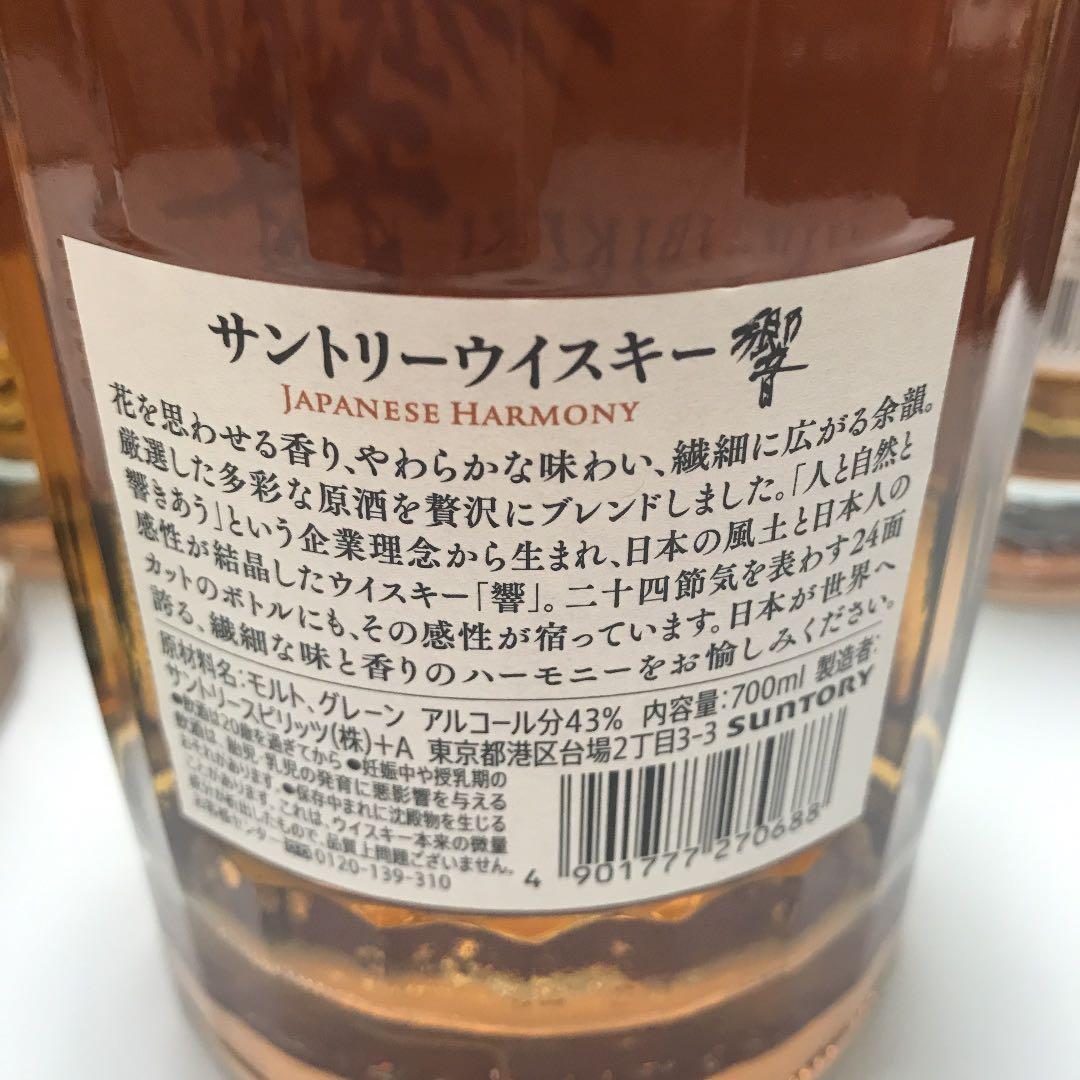 サントリーウイスキー 響
JAPANESE HARMONY
花を思わせる香り、やわらかな味わい、繊細に広がる余韻。
厳選した多彩な原酒を贅沢にブレンドしました。「人と自然と
響きあう」という企業理念から生まれ、日本の風土と日本人の
感性が結晶したウイスキー「響」。二十四節気を表わす24面
カットのボトルにも、その感性が宿っています。日本が世界へ
誇る、繊細な味と香りのハーモニーをお愉しみください。
原材料名:モルト、グレーン アルコール分43% 内容量:700ml 製造者:
サントリースピリッツ(株)+A 東京都港区台場2丁目3-3 SUNTORY
●飲酒は20歳を過ぎてから ●妊娠中や授乳期の
飲酒は、胎児・乳児の発育に悪影響を与える
おそれがあります。●保存中まれに沈殿物を生じる
ことがあります。これは、ウイスキー本来の微量
成分が析出したもので、品質上問題ございません。
お客様センター 0120-139-310
4 901777 270688